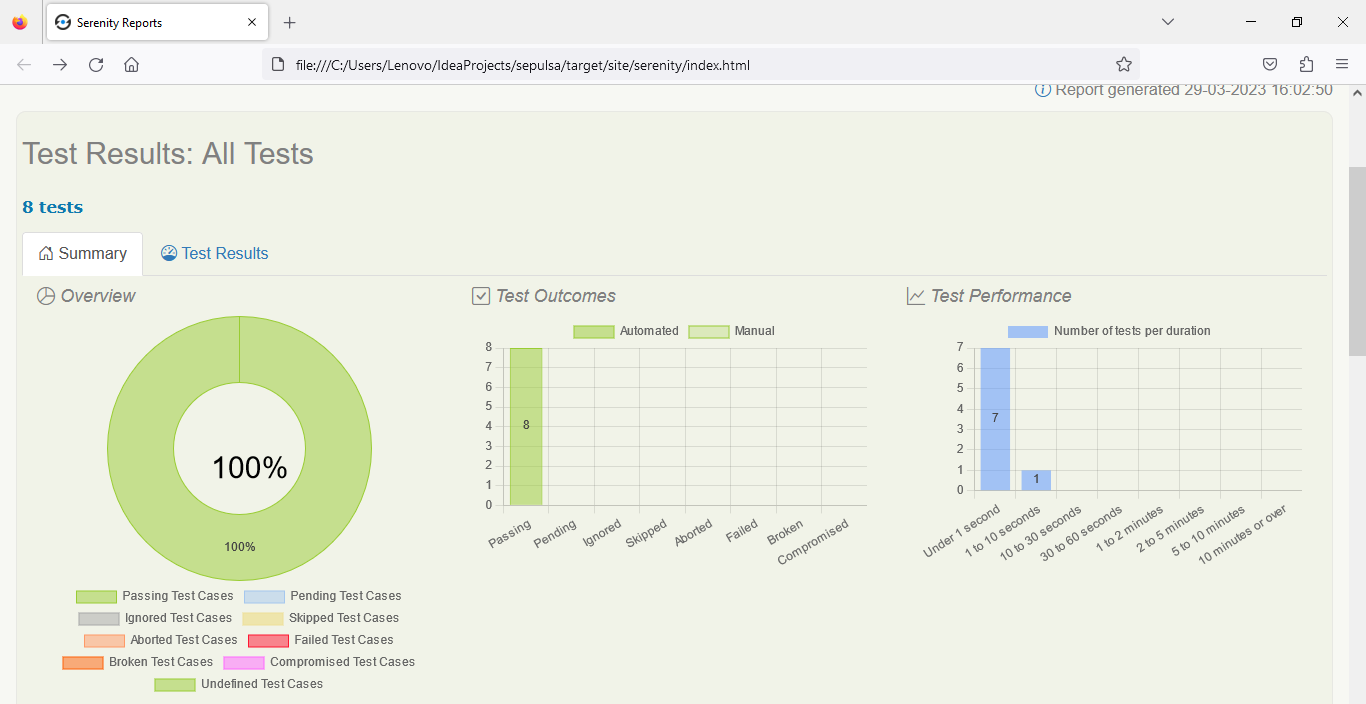 Serenity Reports
file:///C:/Users/Lenovo/IdeaProjects/sepulsa/target/site/serenity/index.html
Report generated 29-03-2023 16:02:50
Test Results: All Tests
8 tests
Summary
Test Results
Overview
100%
100%
Passing Test Cases
Pending Test Cases
Ignored Test Cases
Skipped Test Cases
Aborted Test Cases
Failed Test Cases
Broken Test Cases
Compromised Test Cases
Undefined Test Cases
Test Outcomes
Automated
Manual
8
7
6
5
4
3
2
1
0
8
Passing
Pending
Ignored
Skipped
Aborted
Failed
Broken
Compromised
Test Performance
Number of tests per duration
7
6
5
4
3
2
1
0
7
1
Under 1 second
1 to 10 seconds
10 to 30 seconds
30 to 60 seconds
1 to 2 minutes
2 to 5 minutes
5 to 10 minutes
10 minutes or over